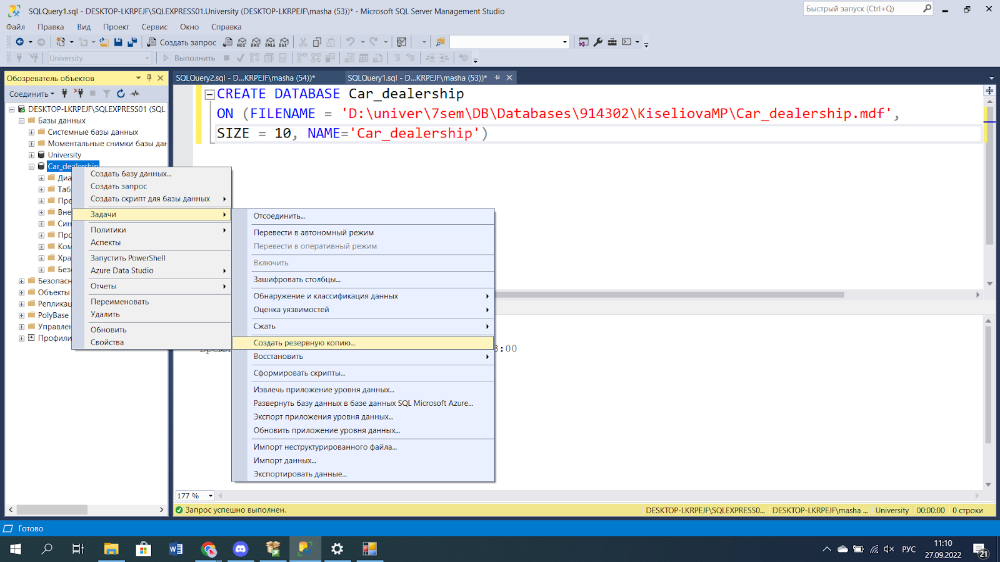 SQLQuery1.sql - DESKTOP-LKRPEJF\SQLEXPRESS01.University (DESKTOP-LKRPEJF\masha (53))* - Microsoft SQL Server Management Studio
Быстрый запуск (Ctrl+Q)
Файл Правка Вид Проект Сервис Окно Справка
Создать запрос MDX DMX XMLA DAX
University Выполнить
Обозреватель объектов
SQLQuery2.sql - D...KRPEJF\masha (54))* SQLQuery1.sql - D...KRPEJF\masha (53))*
Соединить
DESKTOP-LKRPEJF\SQLEXPRESS01 (SQL
Базы данных
Системные базы данных
Моментальные снимки базы дан
University
Car_dealership
Диа
Таб
Пре
Вне
Син
Про
Ком
Хра
Без
Безопасн
Объекты
Репликац
PolyBase
Управлен
Профили
CREATE DATABASE Car_dealership
ON (FILENAME = 'D:\univer\7sem\DB\Databases\914302\KiseliovaMP\Car_dealership.mdf',
SIZE = 10, NAME='Car_dealership')
Создать базу данных...
Создать запрос
Создать скрипт для базы данных
Задачи
Политики
Аспекты
Запустить PowerShell
Azure Data Studio
Отчеты
Переименовать
Удалить
Обновить
Свойства
Отсоединить...
Перевести в автономный режим
Перевести в оперативный режим
Включить
Зашифровать столбцы...
Обнаружение и классификация данных
Оценка уязвимостей
Сжать
Создать резервную копию...
Восстановить
Сформировать скрипты...
Извлечь приложение уровня данных...
Развернуть базу данных в базе данных SQL Microsoft Azure...
Экспорт приложения уровня данных...
Обновить приложение уровня данных...
Импорт неструктурированного файла...
Импорт данных...
Экспортировать данные...
:00
177 %
Запрос успешно выполнен. DESKTOP-LKRPEJF\SQLEXPRESS0... DESKTOP-LKRPEJF\masha ... University 00:00:00 0 строки
Готово
РУС 11:10
27.09.2022
21